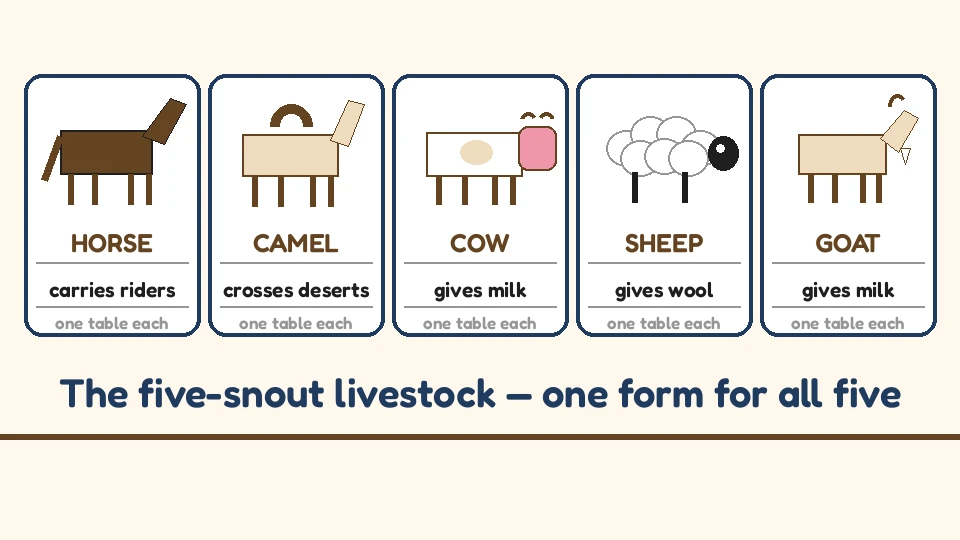 HORSE
carries riders
one table each
CAMEL
crosses deserts
one table each
COW
gives milk
one table each
SHEEP
gives wool
one table each
GOAT
gives milk
one table each
The five-snout livestock — one form for all five